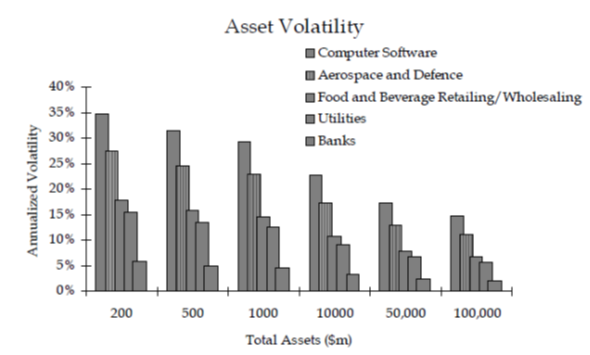 Asset Volatility
Computer Software
Aerospace and Defence
Food and Beverage Retailing/Wholesaling
Utilities
Banks
40%
35%
30%
25%
20%
15%
10%
5%
0%
Annualized Volatility
200 500 1000 10000 50,000 100,000
Total Assets ($m)